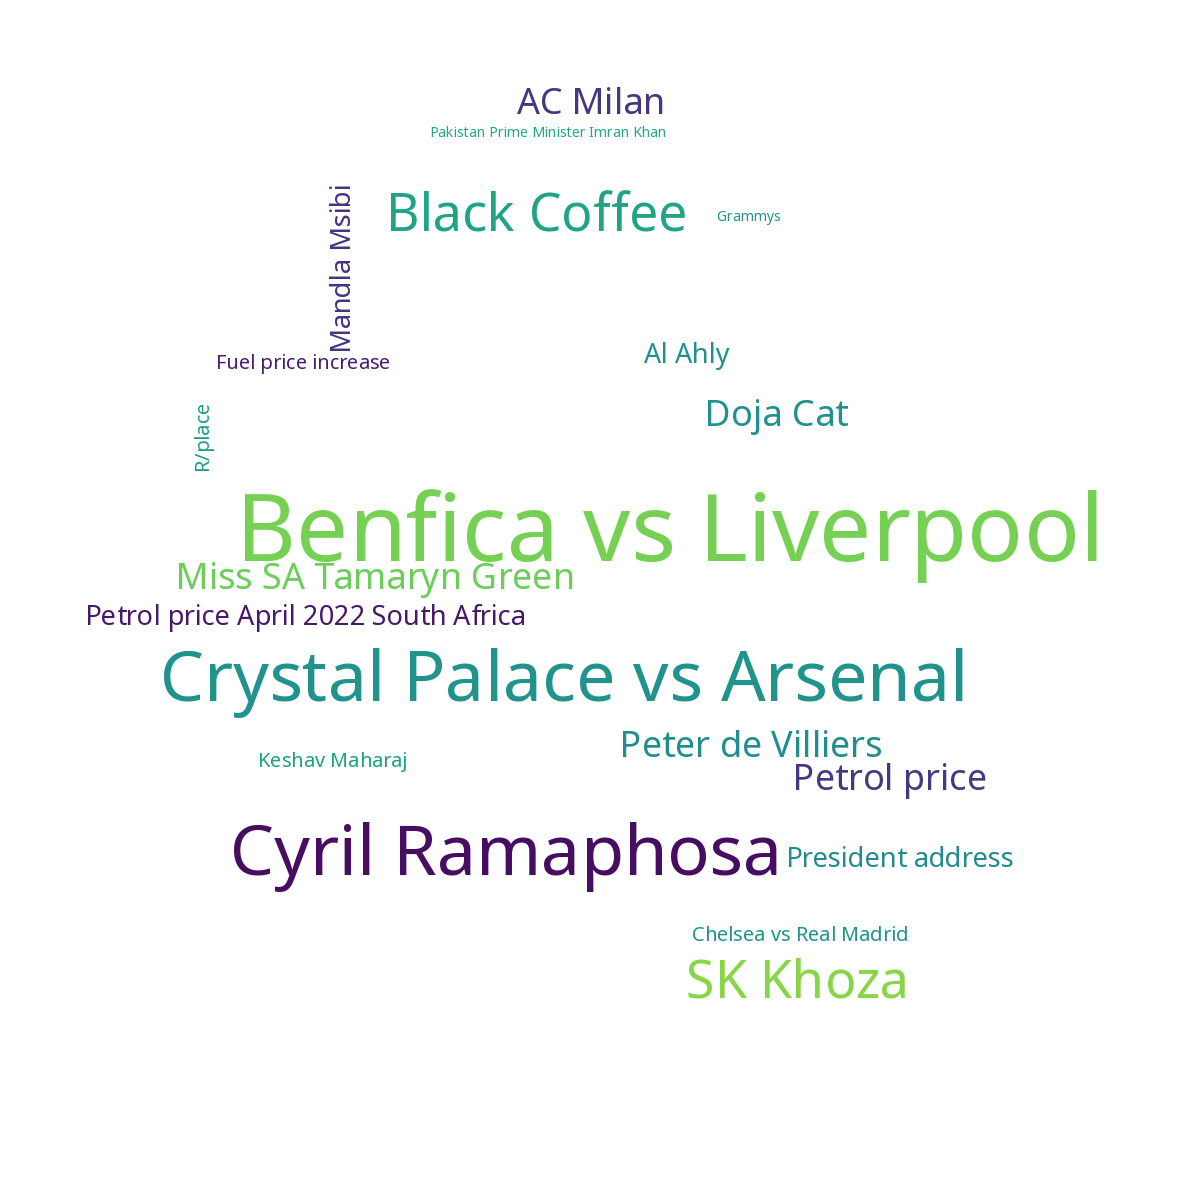 AC Milan
Pakistan Prime Minister Imran Khan
Mandla Msibi
Black Coffee
Grammys
Fuel price increase
Al Ahly
R/place
Doja Cat
Benfica vs Liverpool
Miss SA Tamaryn Green
Petrol price April 2022 South Africa
Crystal Palace vs Arsenal
Peter de Villiers
Keshav Maharaj
Petrol price
Cyril Ramaphosa
President address
Chelsea vs Real Madrid
SK Khoza